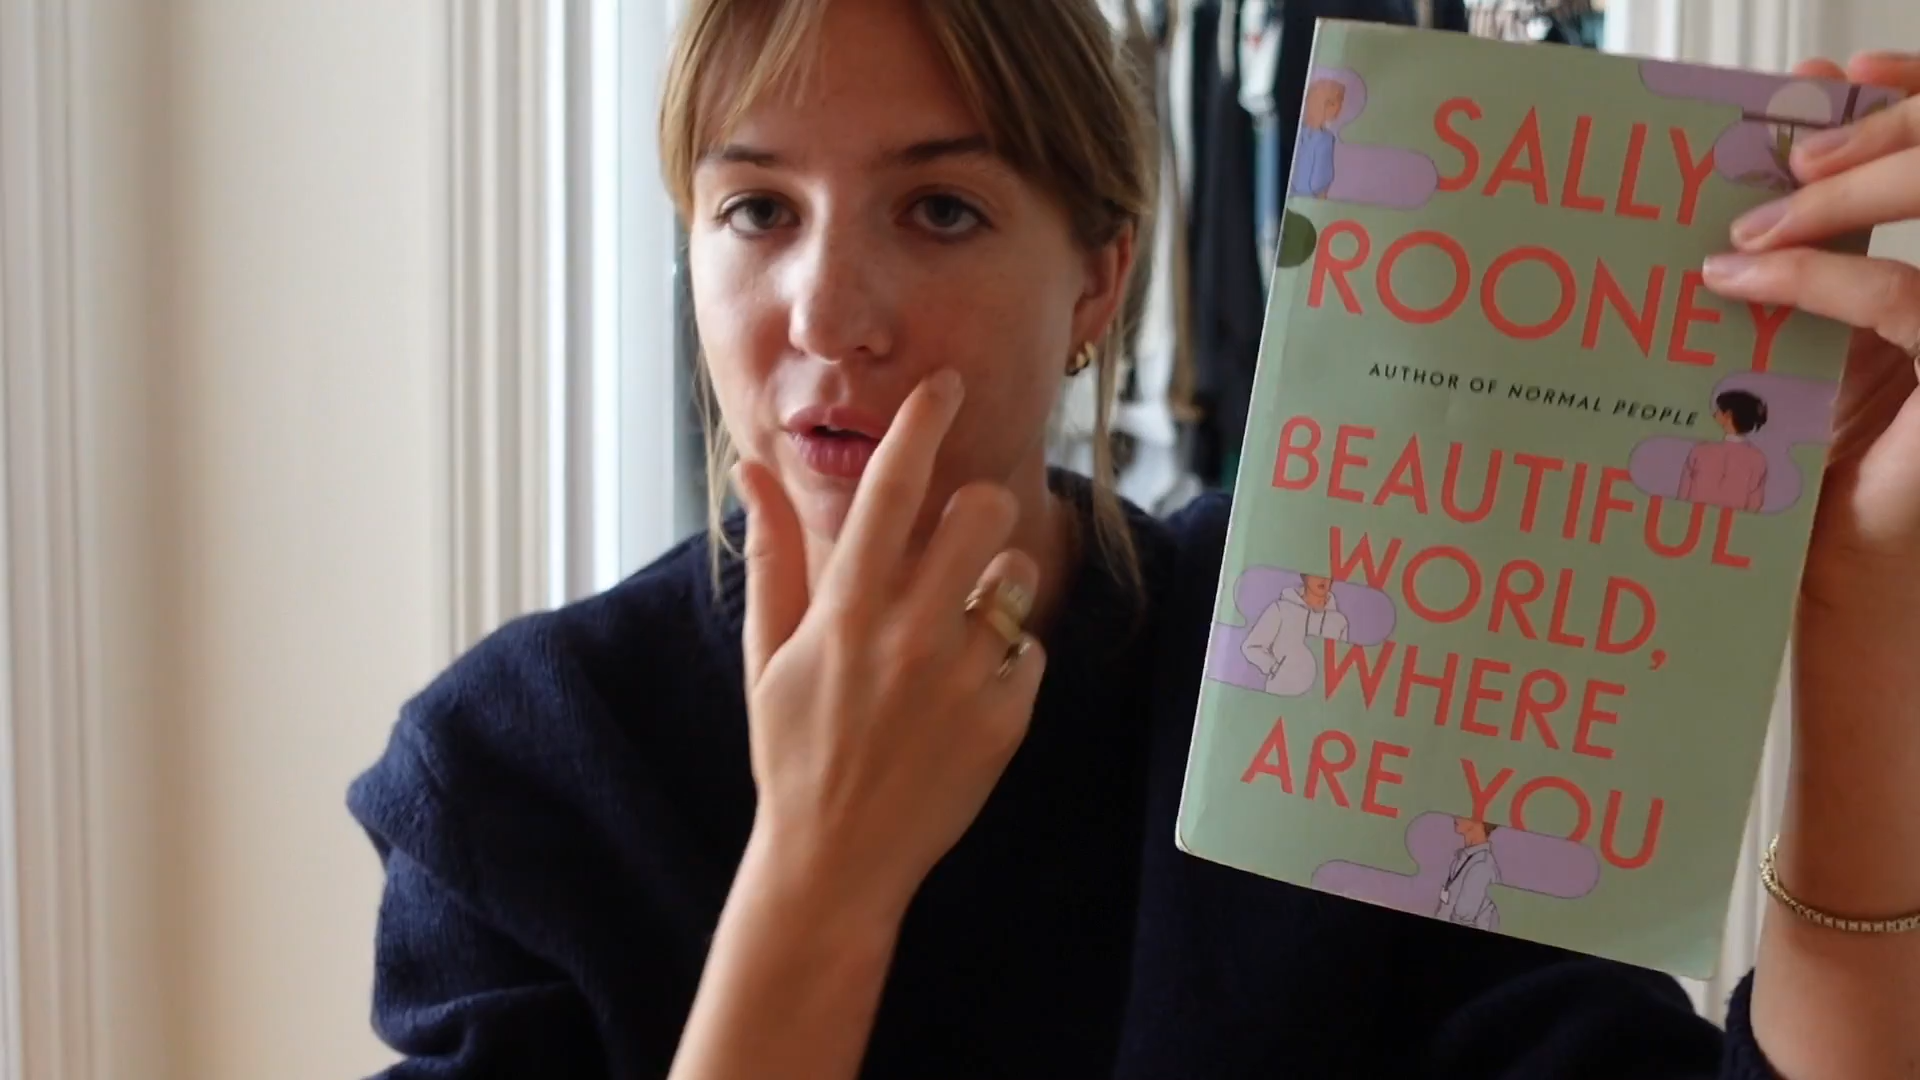 SALLY
ROONEY
AUTHOR OF NORMAL PEOPLE
BEAUTIFUL
WORLD,
WHERE
ARE YOU